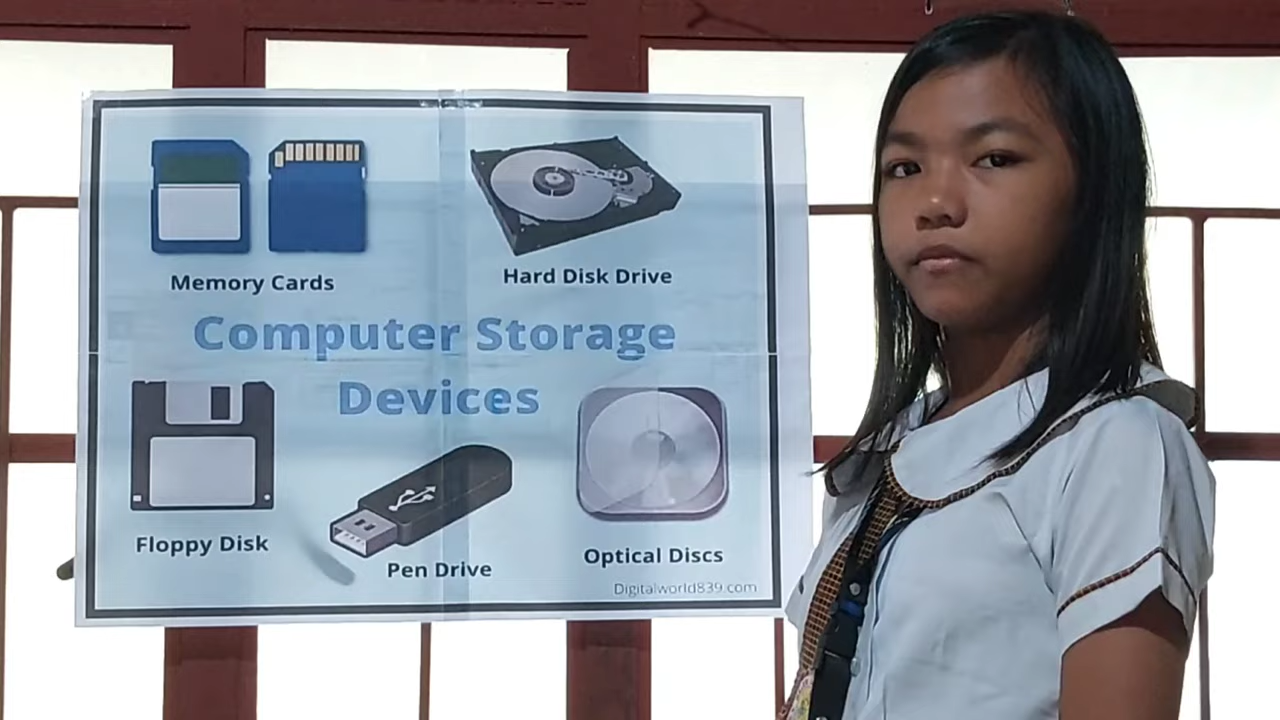 Memory Cards
Hard Disk Drive
Computer Storage
Devices
Floppy Disk
Pen Drive
Optical Discs
Digitalworld839.com